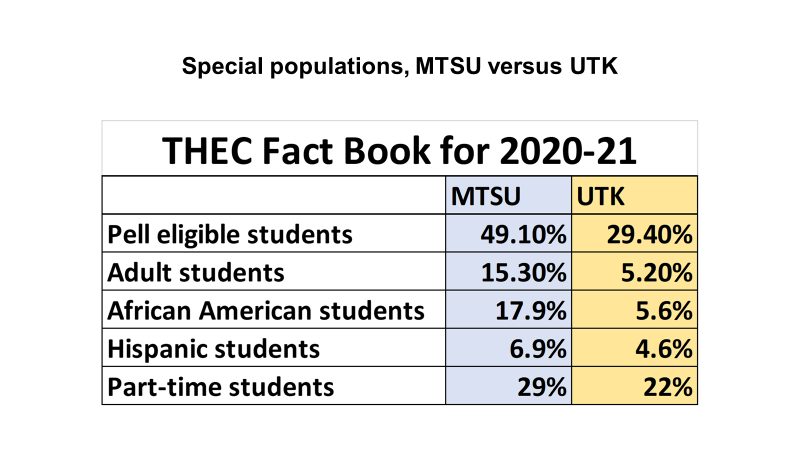 Special populations, MTSU versus UTK
THEC Fact Book for 2020-21
MTSU UTK
Pell eligible students 49.10% 29.40%
Adult students 15.30% 5.20%
African American students 17.9% 5.6%
Hispanic students 6.9% 4.6%
Part-time students 29% 22%